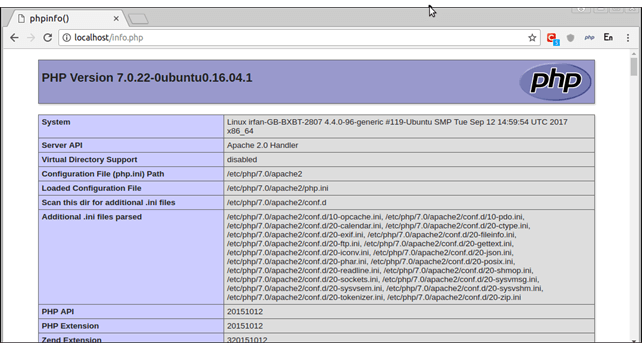 phpinfo()
localhost/info.php
php
En
PHP Version 7.0.22-0ubuntu0.16.04.1
php
System
Linux irfan-GB-BXBT-2807 4.4.0-96-generic #119-Ubuntu SMP Tue Sep 12 14:59:54 UTC 2017
x86_64
Server API
Apache 2.0 Handler
Virtual Directory Support
disabled
Configuration File (php.ini) Path
/etc/php/7.0/apache2
Loaded Configuration File
/etc/php/7.0/apache2/php.ini
Scan this dir for additional .ini files
/etc/php/7.0/apache2/conf.d
Additional .ini files parsed
/etc/php/7.0/apache2/conf.d/10-opcache.ini, /etc/php/7.0/apache2/conf.d/10-pdo.ini,
/etc/php/7.0/apache2/conf.d/20-calendar.ini, /etc/php/7.0/apache2/conf.d/20-ctype.ini,
/etc/php/7.0/apache2/conf.d/20-exif.ini, /etc/php/7.0/apache2/conf.d/20-fileinfo.ini,
/etc/php/7.0/apache2/conf.d/20-ftp.ini, /etc/php/7.0/apache2/conf.d/20-gettext.ini,
/etc/php/7.0/apache2/conf.d/20-iconv.ini, /etc/php/7.0/apache2/conf.d/20-json.ini,
/etc/php/7.0/apache2/conf.d/20-phar.ini, /etc/php/7.0/apache2/conf.d/20-posix.ini,
/etc/php/7.0/apache2/conf.d/20-readline.ini, /etc/php/7.0/apache2/conf.d/20-shmop.ini,
/etc/php/7.0/apache2/conf.d/20-sockets.ini, /etc/php/7.0/apache2/conf.d/20-sysvmsg.ini,
/etc/php/7.0/apache2/conf.d/20-sysvsem.ini, /etc/php/7.0/apache2/conf.d/20-sysvshm.ini,
/etc/php/7.0/apache2/conf.d/20-tokenizer.ini, /etc/php/7.0/apache2/conf.d/20-zip.ini
PHP API
20151012
PHP Extension
20151012
Zend Extension
320151012